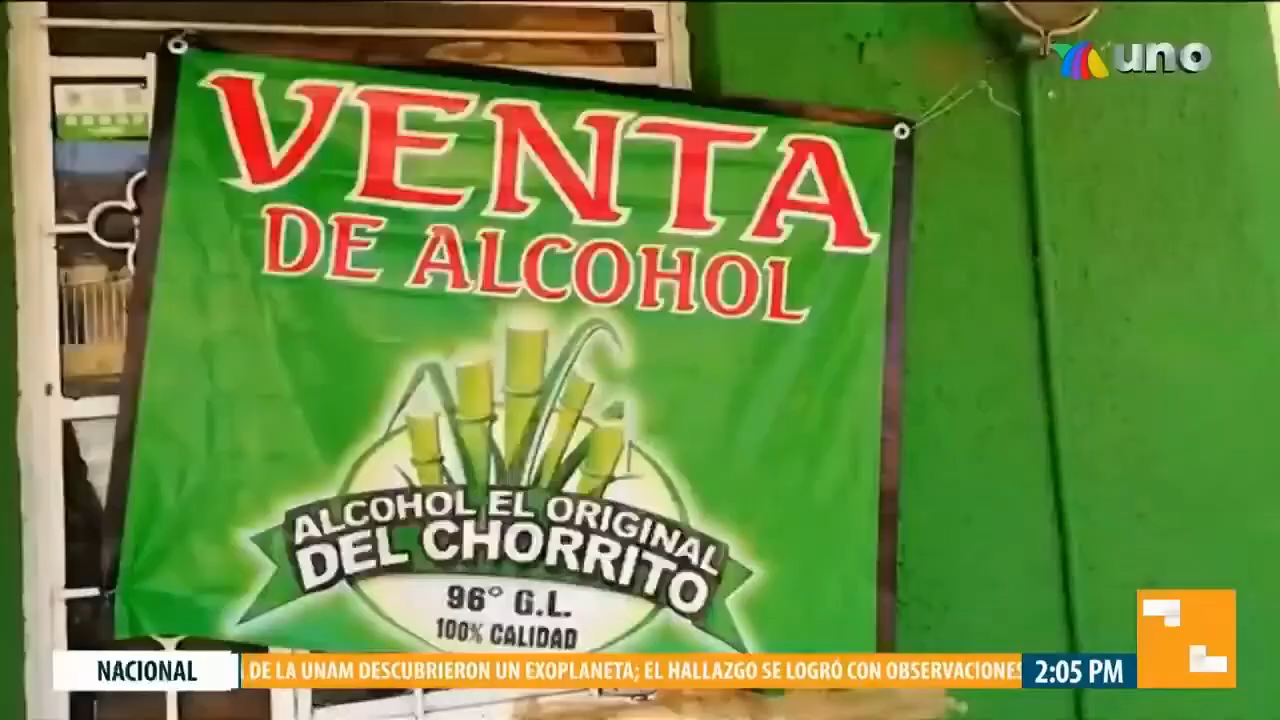 uno
VENTA
DE ALCOHOL
ALCOHOL EL ORIGINAL
DEL CHORRITO
96° G.L.
100% CALIDAD
NACIONAL
DE LA UNAM DESCUBRIERON UN EXOPLANETA; EL HALLAZGO SE LOGRÓ CON OBSERVACIONES
2:05 PM